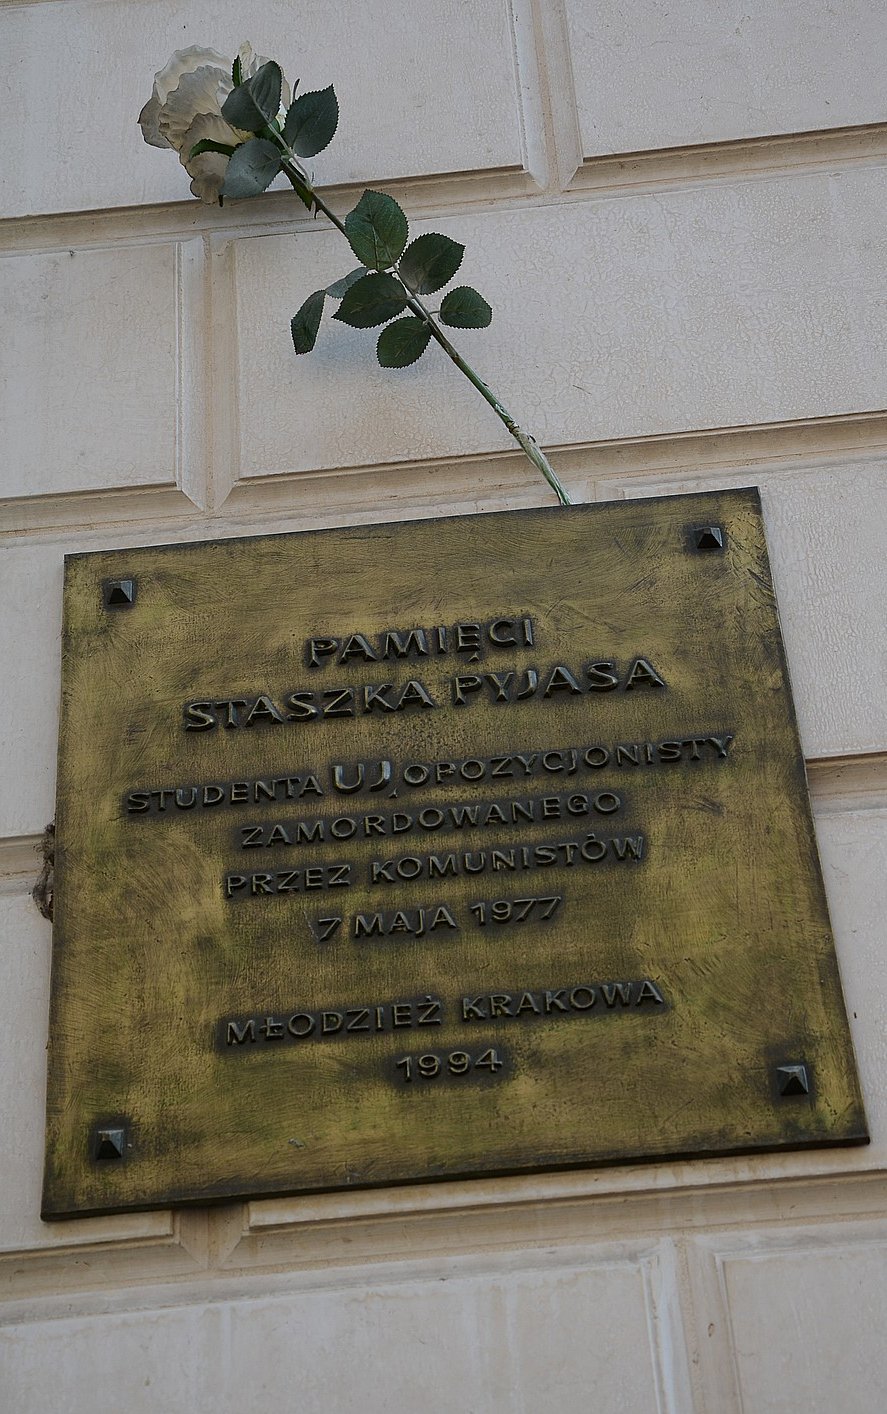 PAMIĘCI
STASZKA PYJASA
STUDENTA UJ, OPOZYCJONISTY
ZAMORDOWANEGO
PRZEZ KOMUNISTÓW
7 MAJA 1977
MŁODZIEŻ KRAKOWA
1994